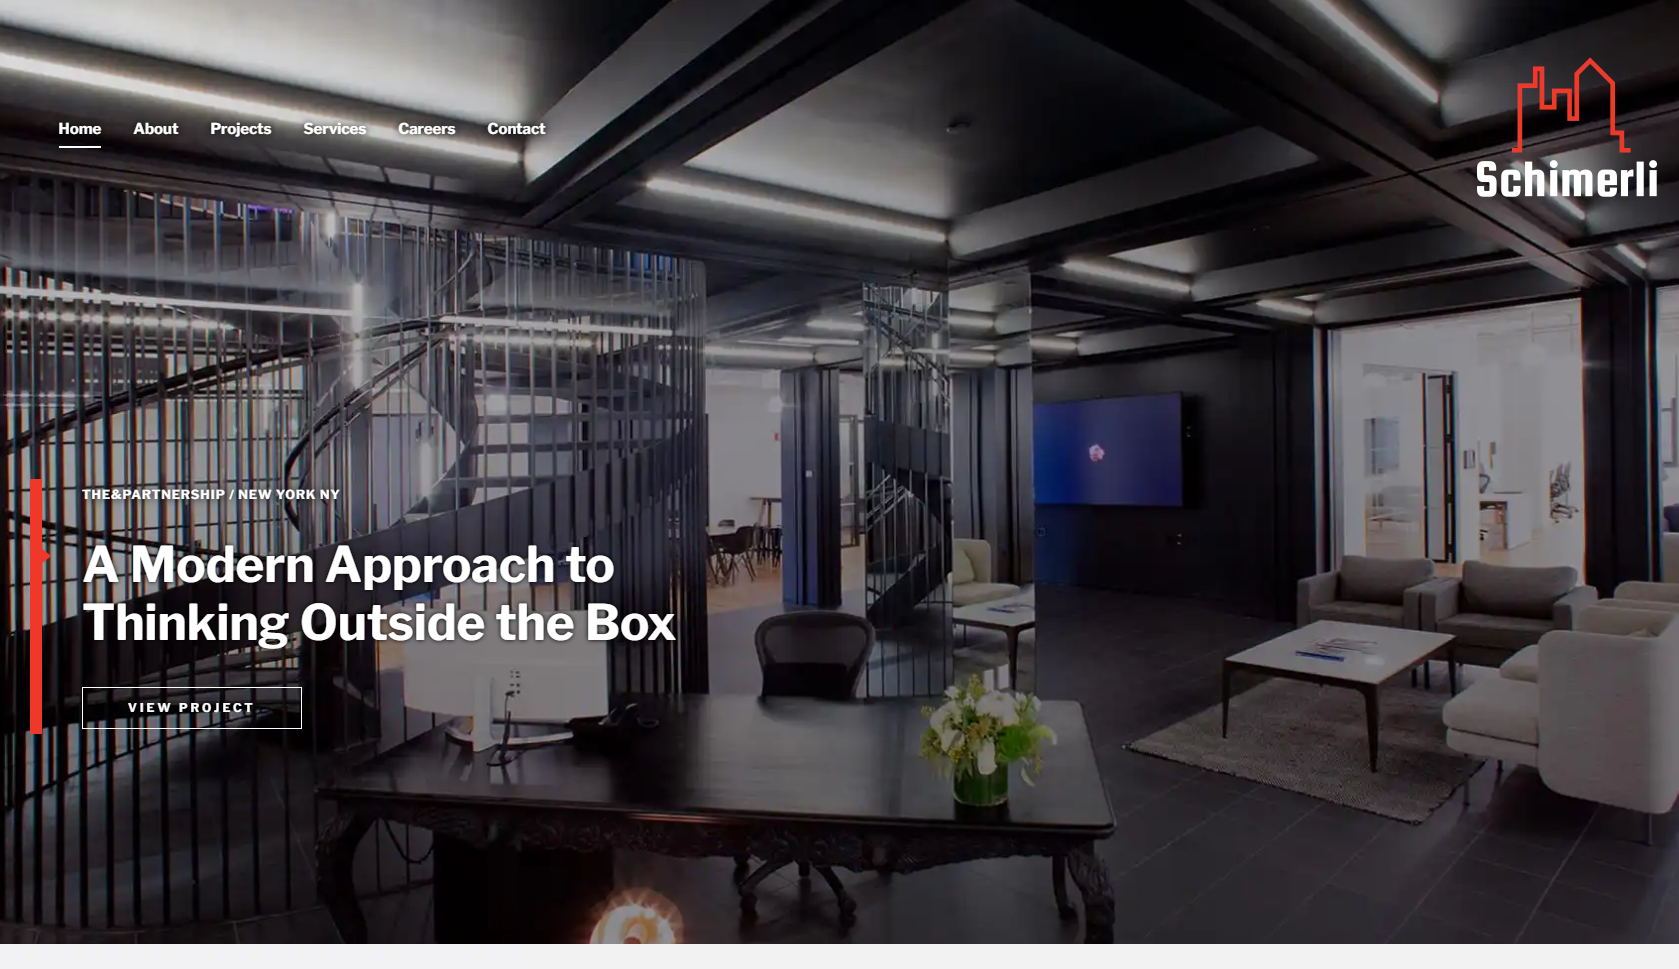 Home About Projects Services Careers Contact
Schimerli
THE&PARTNERSHIP / NEW YORK NY
A Modern Approach to
Thinking Outside the Box
VIEW PROJECT